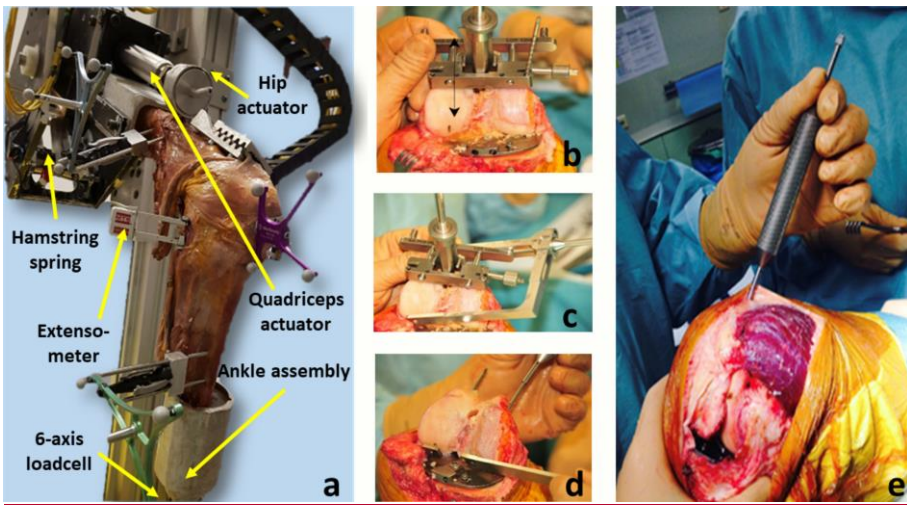 Hip
actuator
Hamstring
spring
Extenso-
meter
Quadriceps
actuator
Ankle assembly
6-axis
loadcell
a
b
c
d
e